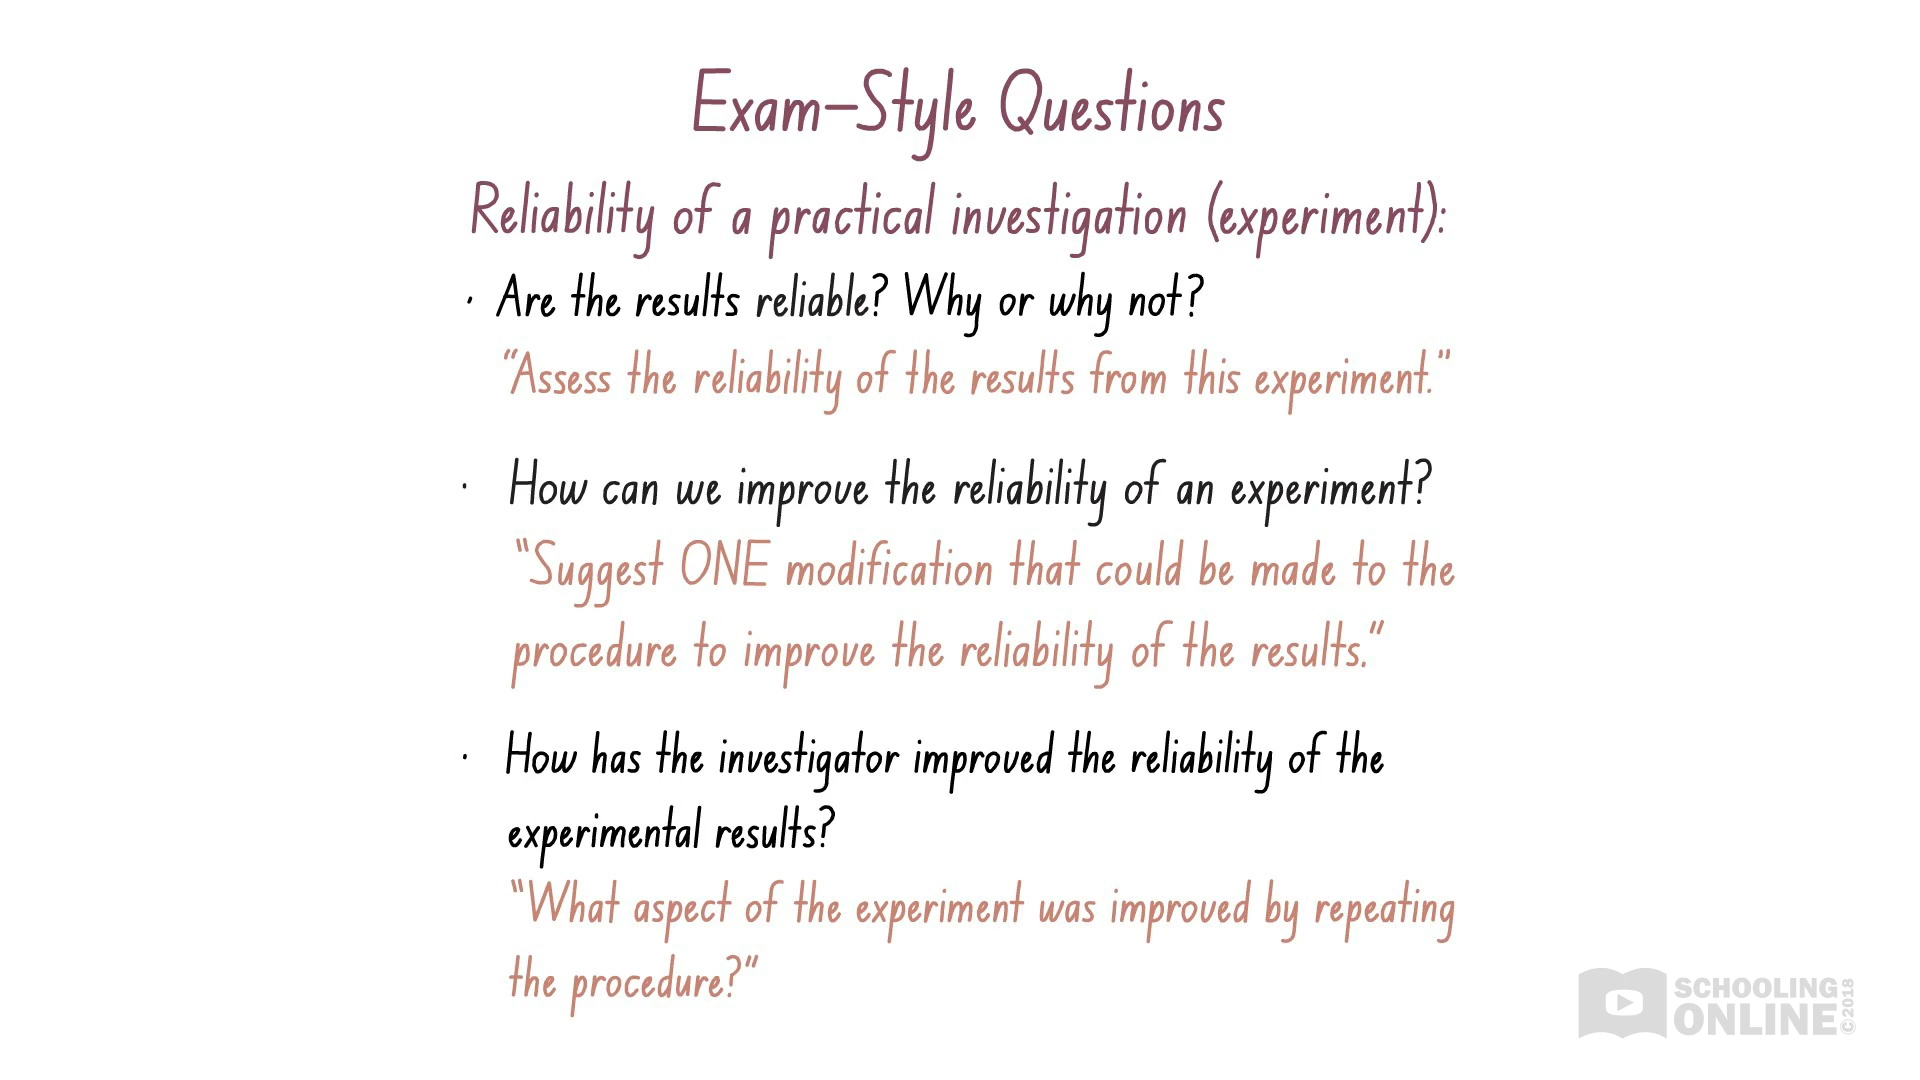 Exam-Style Questions
Reliability of a practical investigation (experiment):
· Are the results reliable? Why or why not?
"Assess the reliability of the results from this experiment."
· How can we improve the reliability of an experiment?
"Suggest ONE modification that could be made to the
procedure to improve the reliability of the results."
· How has the investigator improved the reliability of the
experimental results?
"What aspect of the experiment was improved by repeating
the procedure?"
SCHOOLING
ONLINE
©2018